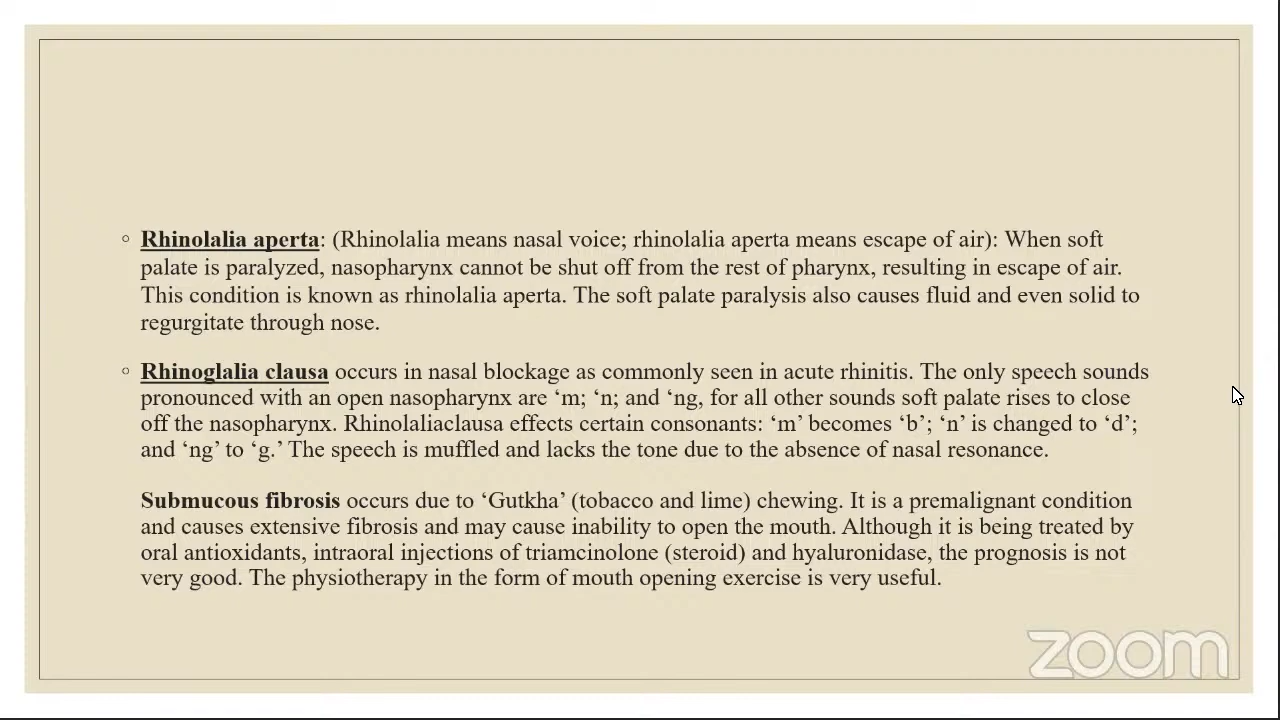 ◦ Rhinolalia aperta: (Rhinolalia means nasal voice; rhinolalia aperta means escape of air): When soft
palate is paralyzed, nasopharynx cannot be shut off from the rest of pharynx, resulting in escape of air.
This condition is known as rhinolalia aperta. The soft palate paralysis also causes fluid and even solid to
regurgitate through nose.
◦ Rhinoglalia clausa occurs in nasal blockage as commonly seen in acute rhinitis. The only speech sounds
pronounced with an open nasopharynx are ‘m; ‘n; and ‘ng, for all other sounds soft palate rises to close
off the nasopharynx. Rhinolaliaclausa effects certain consonants: ‘m’ becomes ‘b’; ‘n’ is changed to ‘d’;
and ‘ng’ to ‘g.’ The speech is muffled and lacks the tone due to the absence of nasal resonance.
Submucous fibrosis occurs due to ‘Gutkha’ (tobacco and lime) chewing. It is a premalignant condition
and causes extensive fibrosis and may cause inability to open the mouth. Although it is being treated by
oral antioxidants, intraoral injections of triamcinolone (steroid) and hyaluronidase, the prognosis is not
very good. The physiotherapy in the form of mouth opening exercise is very useful.
zoom